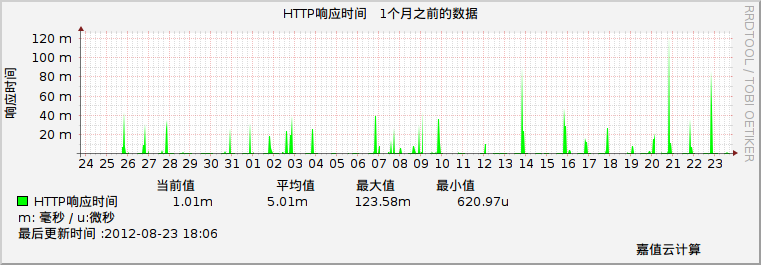 HTTP响应时间 1个月之前的数据
120 m
100 m
80 m
60 m
40 m
20 m
响应时间
24 25 26 27 28 29 30 31 01 02 03 04 05 06 07 08 09 10 11 12 13 14 15 16 17 18 19 20 21 22 23
RRDTOOL / TOBI OETIKER
当前值 平均值 最大值 最小值
HTTP响应时间 1.01m 5.01m 123.58m 620.97u
m: 毫秒 / u:微秒
最后更新时间 :2012-08-23 18:06
嘉值云计算